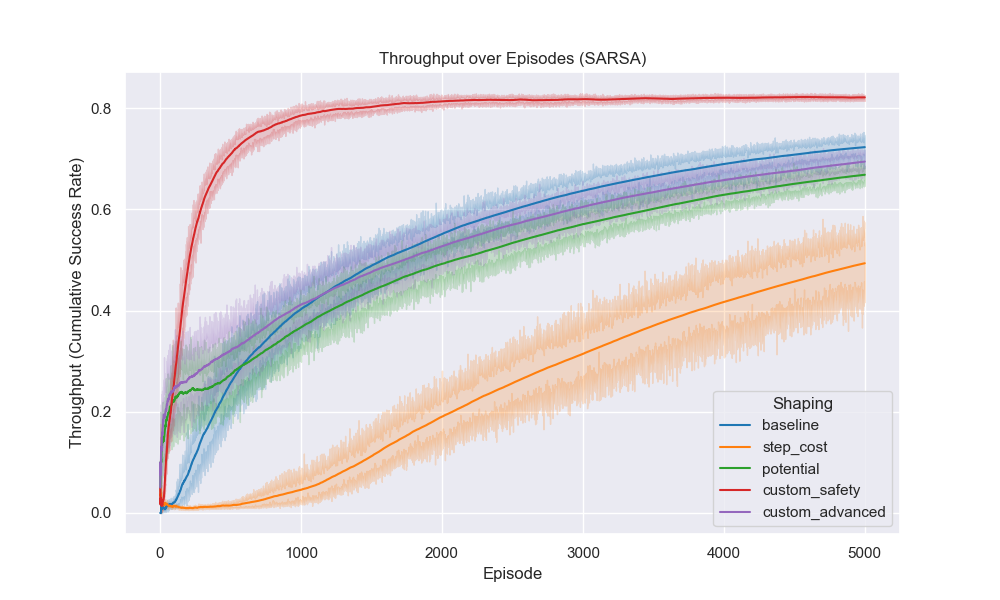 Throughput over Episodes (SARSA)
Throughput (Cumulative Success Rate)
0.8
0.6
0.4
0.2
0.0
0 1000 2000 3000 4000 5000
Episode
Shaping
baseline
step_cost
potential
custom_safety
custom_advanced